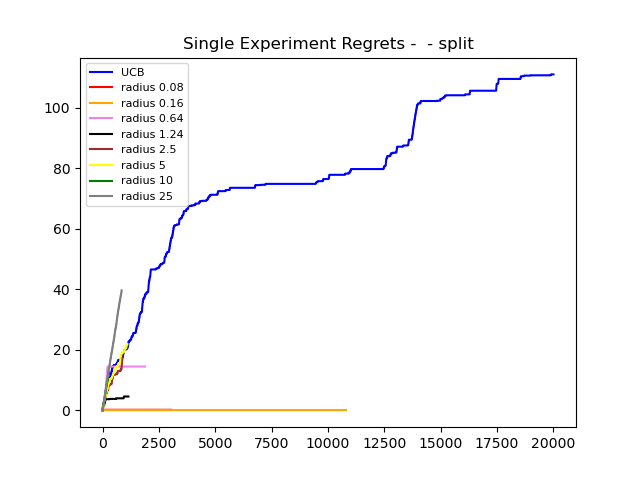 Single Experiment Regrets -  - split
UCB
radius 0.08
radius 0.16
radius 0.64
radius 1.24
radius 2.5
radius 5
radius 10
radius 25
100
80
60
40
20
0
0 2500 5000 7500 10000 12500 15000 17500 20000